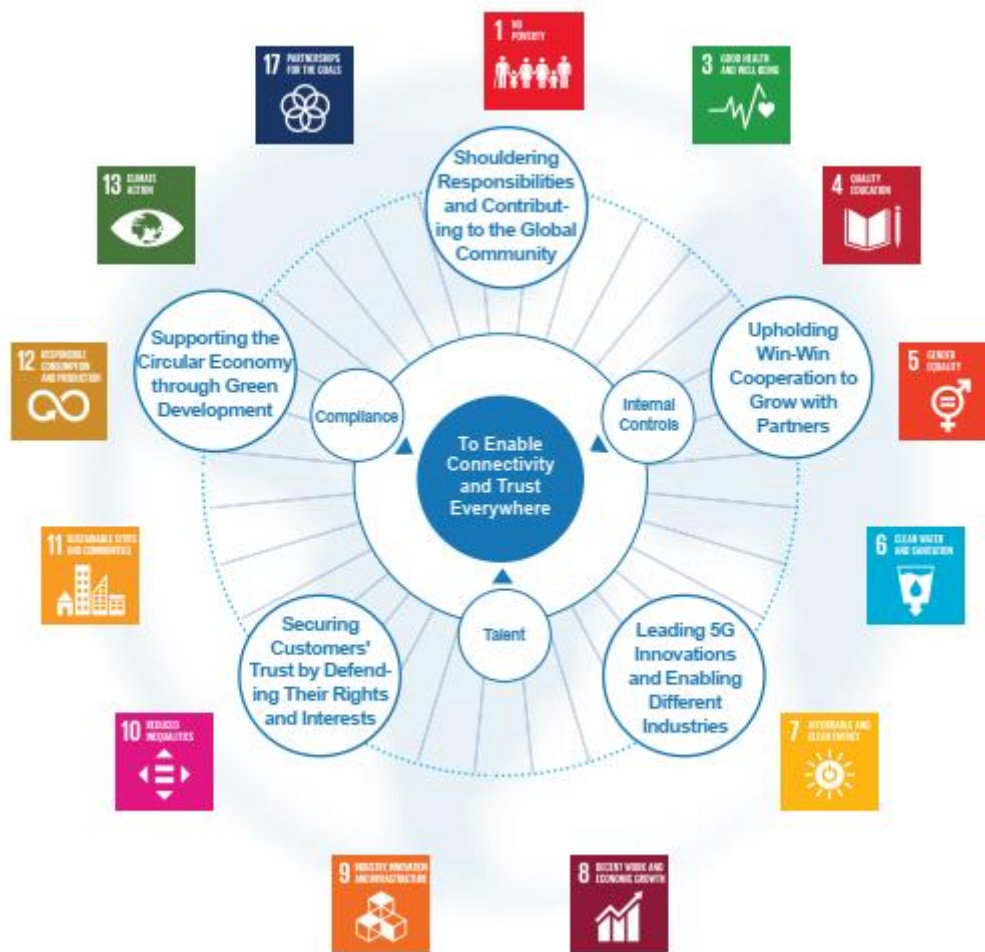 1 NO
POVERTY
3 GOOD HEALTH
AND WELL-BEING
4 QUALITY
EDUCATION
5 GENDER
EQUALITY
6 CLEAN WATER
AND SANITATION
7 AFFORDABLE AND
CLEAN ENERGY
8 DECENT WORK AND
ECONOMIC GROWTH
9 INDUSTRY, INNOVATION
AND INFRASTRUCTURE
10 REDUCED
INEQUALITIES
11 SUSTAINABLE CITIES
AND COMMUNITIES
12 RESPONSIBLE
CONSUMPTION
AND PRODUCTION
13 CLIMATE
ACTION
17 PARTNERSHIPS
FOR THE GOALS
Shouldering
Responsibilities
and Contribut-
ing to the Global
Community
Upholding
Win-Win
Cooperation to
Grow with
Partners
Leading 5G
Innovations
and Enabling
Different
Industries
Securing
Customers'
Trust by Defend-
ing Their Rights
and Interests
Supporting the
Circular Economy
through Green
Development
Compliance
Internal
Controls
Talent
To Enable
Connectivity
and Trust
Everywhere